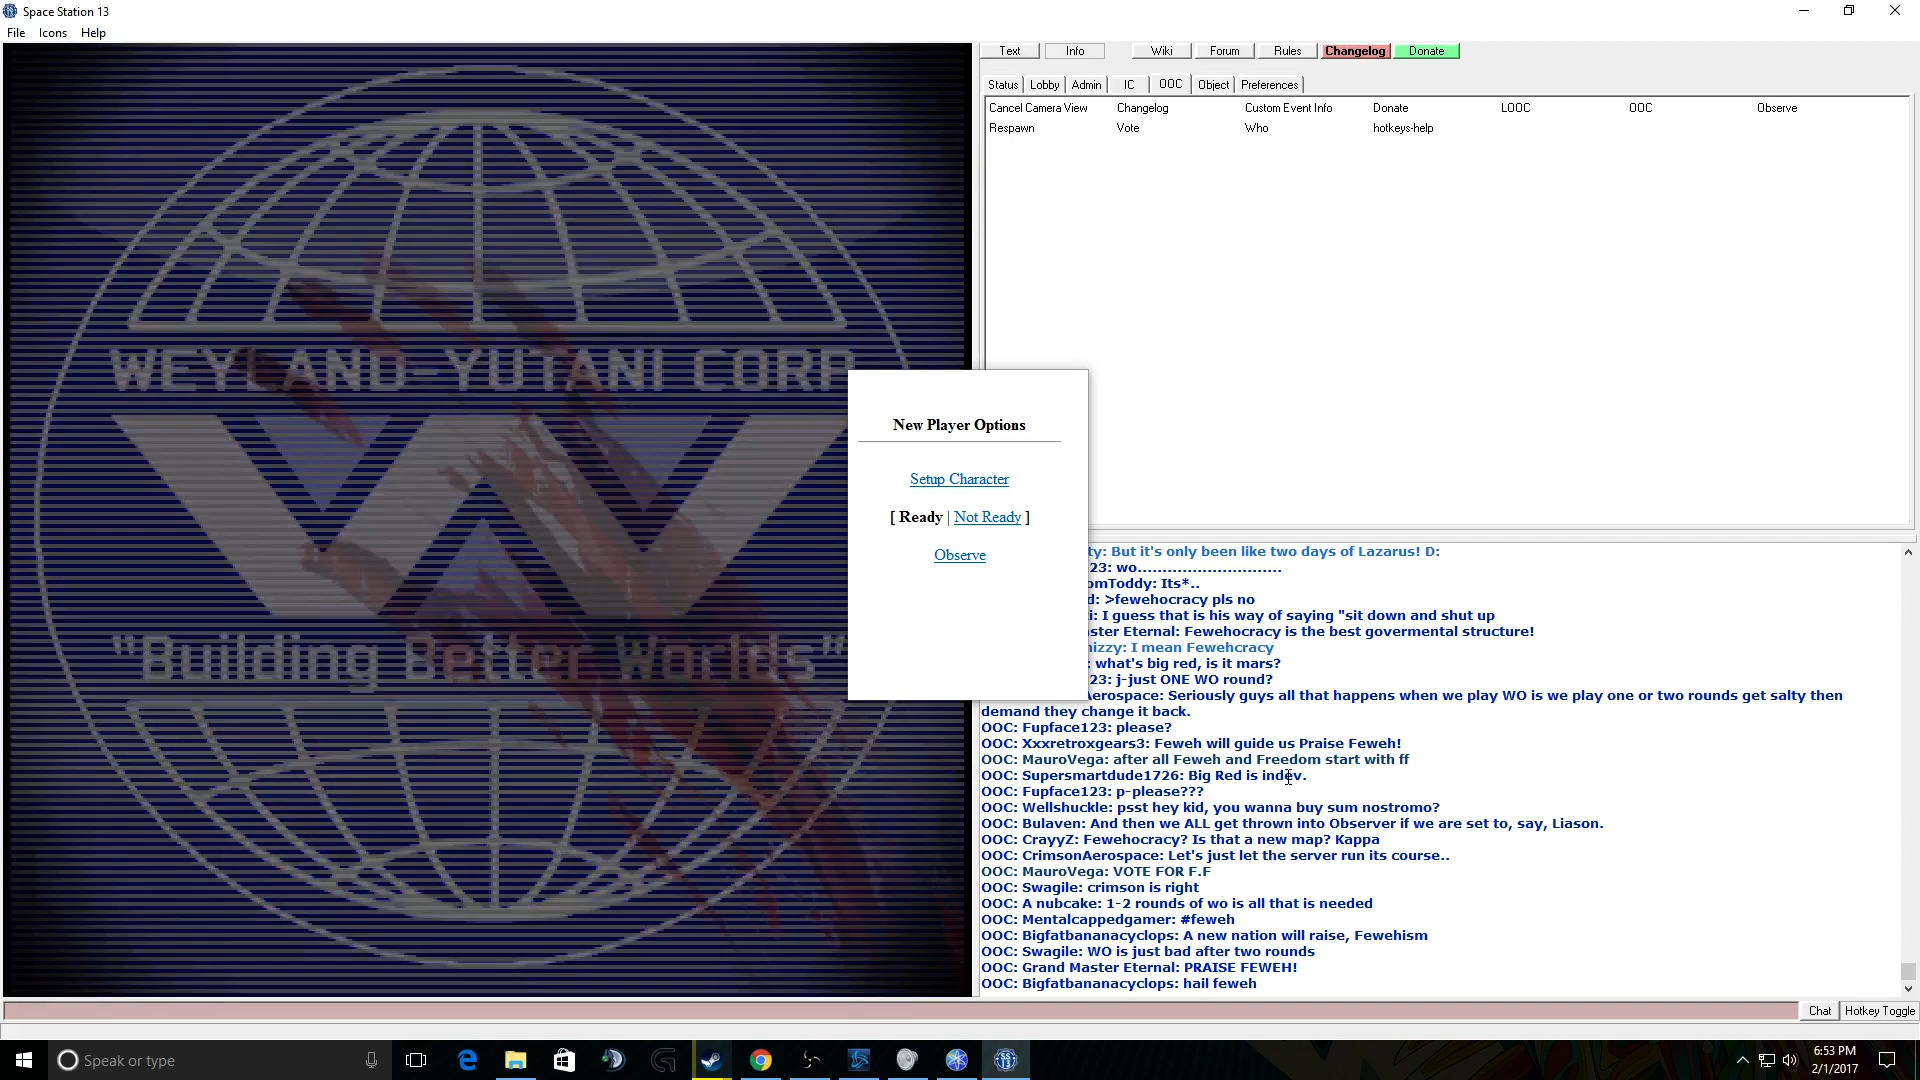 Space Station 13
File Icons Help
Text Info Wiki Forum Rules Changelog Donate
Status Lobby Admin IC OOC Object Preferences
Cancel Camera View Changelog Custom Event Info Donate LOOC OOC Observe
Respawn Vote Who hotkeys-help
WEYLAND-YUTANI CORP
"Building Better Worlds"
New Player Options
Setup Character
[ Ready | Not Ready ]
Observe
ty: But it's only been like two days of Lazarus! D:
23: wo............................
omToddy: Its*..
d: >fewehocracy pls no
i: I guess that is his way of saying "sit down and shut up
ster Eternal: Fewehocracy is the best govermental structure!
izzy: I mean Fewehcracy
: what's big red, is it mars?
23: j-just ONE WO round?
Aerospace: Seriously guys all that happens when we play WO is we play one or two rounds get salty then
demand they change it back.
OOC: Fupface123: please?
OOC: Xxxretroxgears3: Feweh will guide us Praise Feweh!
OOC: MauroVega: after all Feweh and Freedom start with ff
OOC: Supersmartdude1726: Big Red is indev.
OOC: Fupface123: p-please???
OOC: Wellshuckle: psst hey kid, you wanna buy sum nostromo?
OOC: Bulaven: And then we ALL get thrown into Observer if we are set to, say, Liason.
OOC: CrayyZ: Fewehocracy? Is that a new map? Kappa
OOC: CrimsonAerospace: Let's just let the server run its course..
OOC: MauroVega: VOTE FOR F.F
OOC: Swagile: crimson is right
OOC: A nubcake: 1-2 rounds of wo is all that is needed
OOC: Mentalcappedgamer: #feweh
OOC: Bigfatbananacyclops: A new nation will raise, Fewehism
OOC: Swagile: WO is just bad after two rounds
OOC: Grand Master Eternal: PRAISE FEWEH!
OOC: Bigfatbananacyclops: hail feweh
Chat Hotkey Toggle
Speak or type
6:53 PM
2/1/2017